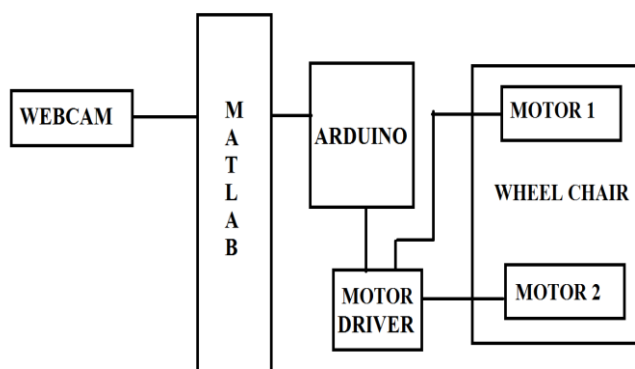 WEBCAM
M
A
T
L
A
B
ARDUINO
MOTOR
DRIVER
MOTOR 1
WHEEL CHAIR
MOTOR 2